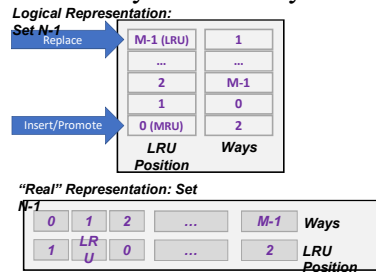 Logical Representation:
Set N-1
Replace
M-1 (LRU) 1
... ...
2 M-1
1 0
Insert/Promote
0 (MRU) 2
LRU Ways
Position
“Real” Representation: Set
N-1
0 1 2 ... M-1 Ways
1 LR 0 ... 2 LRU
U Position